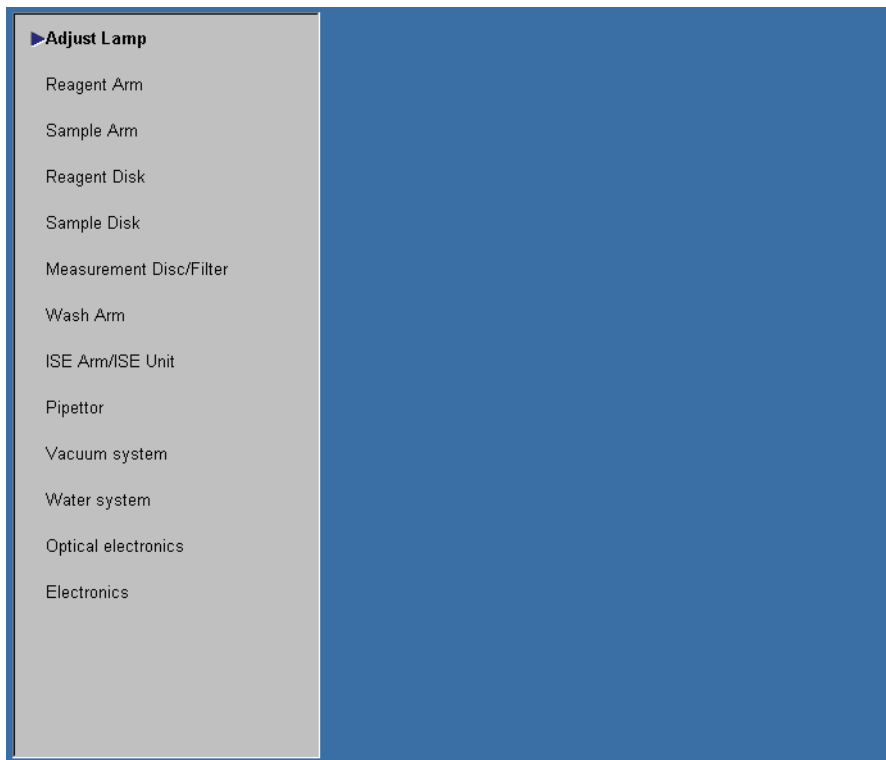 Adjust Lamp
Reagent Arm
Sample Arm
Reagent Disk
Sample Disk
Measurement Disc/Filter
Wash Arm
ISE Arm/ISE Unit
Pipettor
Vacuum system
Water system
Optical electronics
Electronics